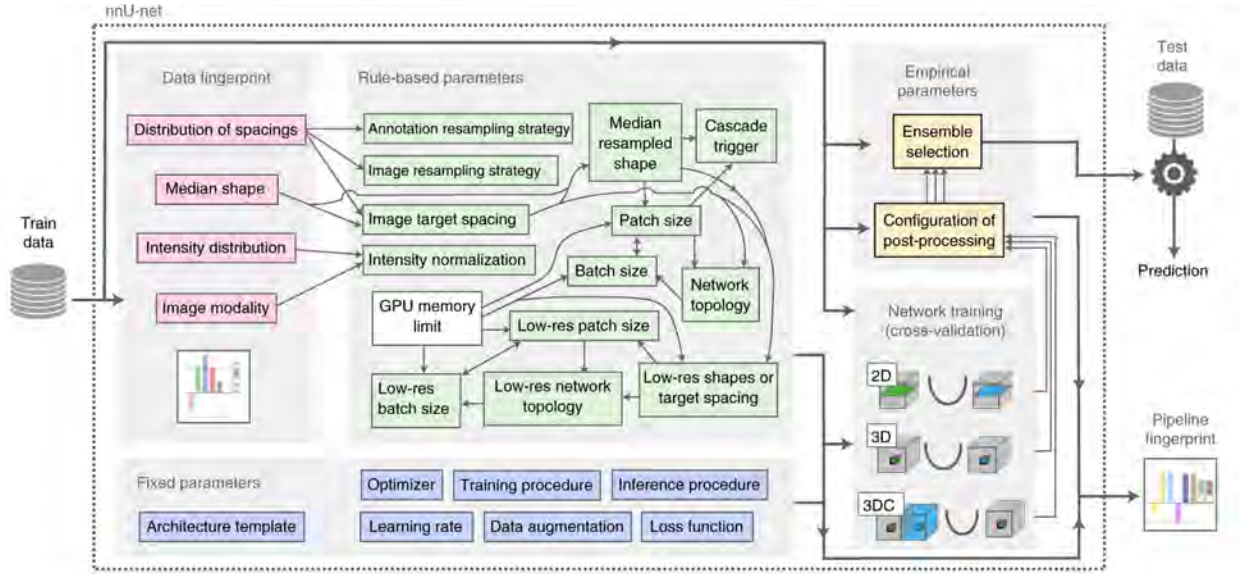 nnU-net
Data fingerprint
Distribution of spacings
Median shape
Intensity distribution
Image modality
Train
data
Rule-based parameters
Annotation resampling strategy
Image resampling strategy
Image target spacing
Intensity normalization
Median
resampled
shape
Cascade
trigger
Patch size
Batch size
Network
topology
GPU memory
limit
Low-res patch size
Low-res
batch size
Low-res network
topology
Low-res shapes or
target spacing
Fixed parameters
Architecture template
Optimizer
Training procedure
Inference procedure
Learning rate
Data augmentation
Loss function
Empirical
parameters
Ensemble
selection
Configuration of
post-processing
Network training
(cross-validation)
2D
3D
3DC
Test
data
Prediction
Pipeline
fingerprint